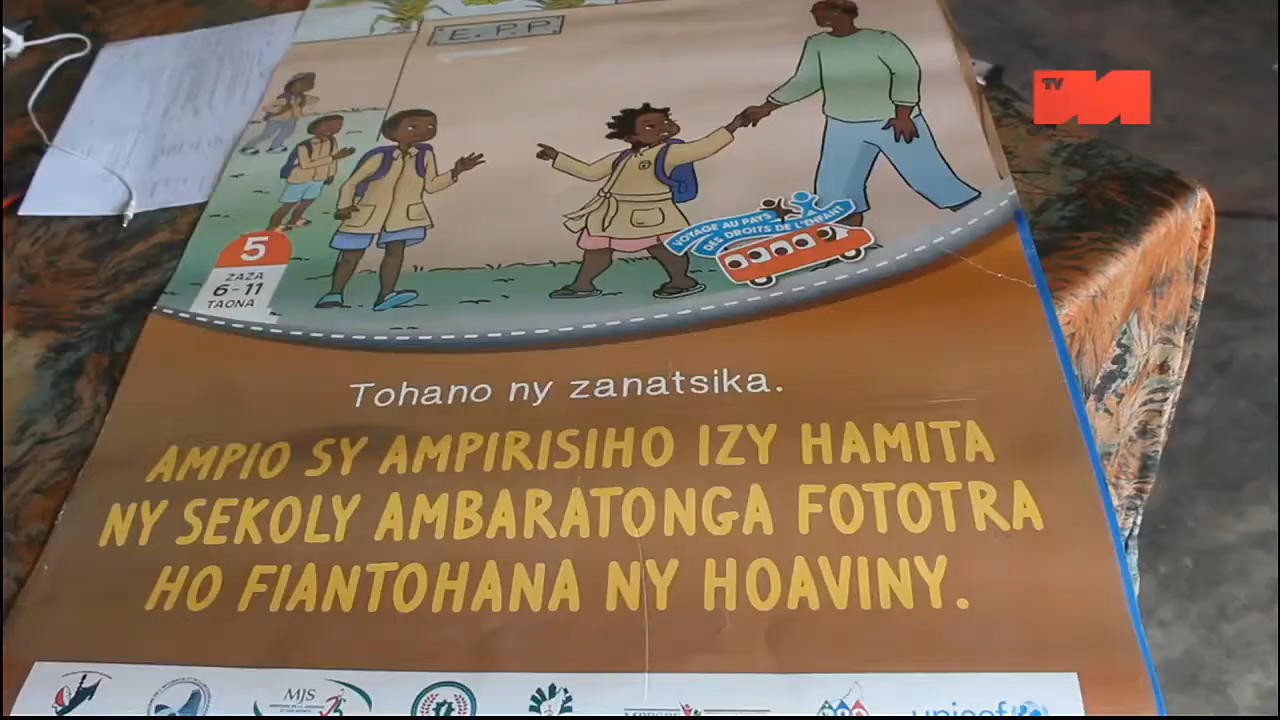 E.P.P
TV
VOYAGE AU PAYS
DES DROITS DE L'ENFANT
5
ZAZA
6-11
TAONA
Tohano ny zanatsika.
AMPIO SY AMPIRISIHO IZY HAMITA
NY SEKOLY AMBARATONGA FOTOTRA
HO FIANTOHANA NY HOAVINY.
MJS
unicef